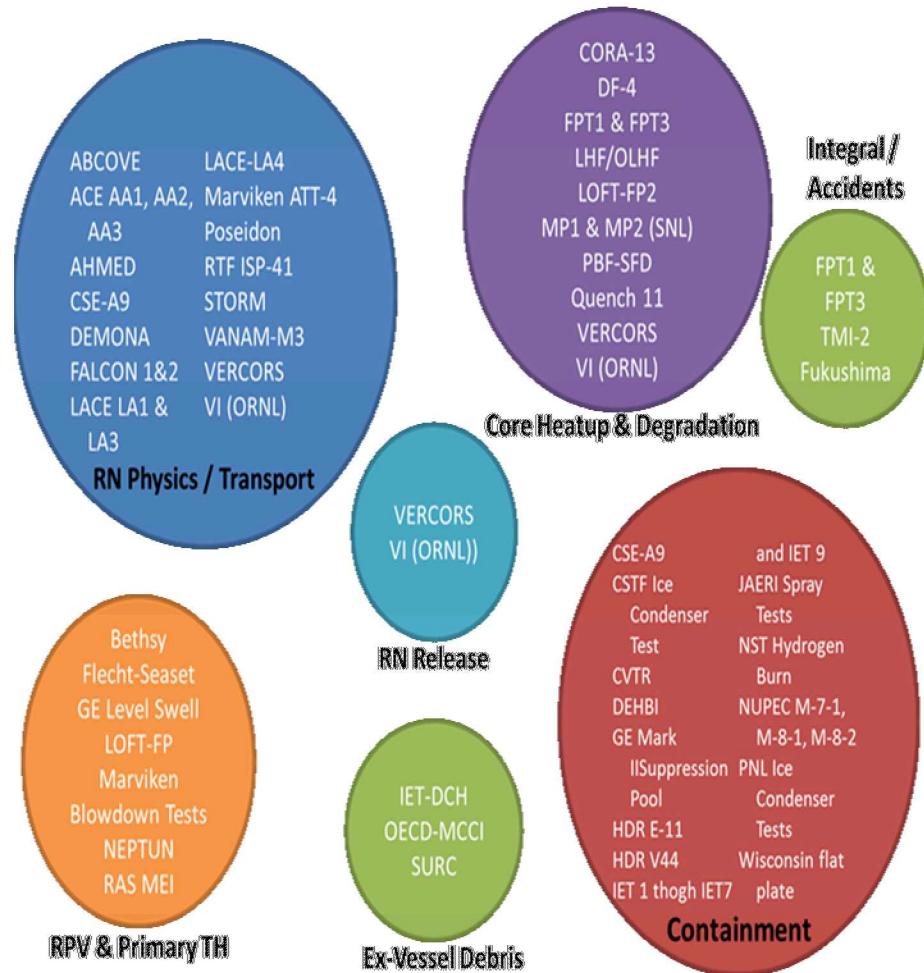 ABCOVE
ACE AA1, AA2,
AA3
AHMED
CSE-A9
DEMONA
FALCON 1&2
LACE LA1 &
LA3
LACE-LA4
Marviken ATT-4
Poseidon
RTF ISP-41
STORM
VANAM-M3
VERCORS
VI (ORNL)
RN Physics / Transport
CORA-13
DF-4
FPT1 & FPT3
LHF/OLHF
LOFT-FP2
MP1 & MP2 (SNL)
PBF-SFD
Quench 11
VERCORS
VI (ORNL)
Core Heatup & Degradation
Integral /
Accidents
FPT1 &
FPT3
TMI-2
Fukushima
VERCORS
VI (ORNL))
RN Release
Bethsy
Flecht-Seaset
GE Level Swell
LOFT-FP
Marviken
Blowdown Tests
NEPTUN
RAS MEI
RPV & Primary TH
IET-DCH
OECD-MCCI
SURC
Ex-Vessel Debris
CSE-A9
CSTF Ice
Condenser
Test
CVTR
DEHBI
GE Mark
IISuppression
Pool
HDR E-11
HDR V44
IET 1 thogh IET7
and IET 9
JAERI Spray
Tests
NST Hydrogen
Burn
NUPEC M-7-1,
M-8-1, M-8-2
PNL Ice
Condenser
Tests
Wisconsin flat
plate
Containment